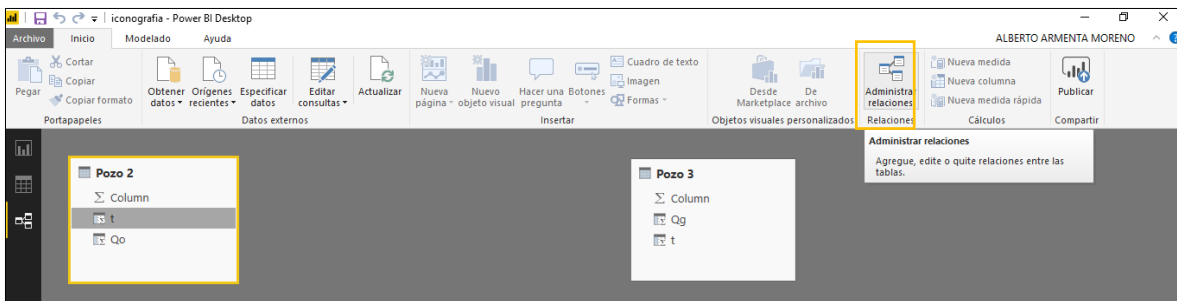 iconografia - Power BI Desktop
Archivo Inicio Modelado Ayuda ALBERTO ARMENTA MORENO
Pegar
Cortar
Copiar
Copiar formato
Portapapeles
Obtener datos
Orígenes recientes
Especificar datos
Editar consultas
Datos externos
Actualizar
Nueva página
Nuevo objeto visual
Hacer una pregunta
Botones
Cuadro de texto
Imagen
Formas
Insertar
Desde Marketplace
De archivo
Objetos visuales personalizados
Administrar relaciones
Relaciones
Nueva medida
Nueva columna
Nueva medida rápida
Cálculos
Publicar
Compartir
Administrar relaciones
Agregue, edite o quite relaciones entre las
tablas.
Pozo 2
Σ Column
t
Qo
Pozo 3
Σ Column
Qg
t